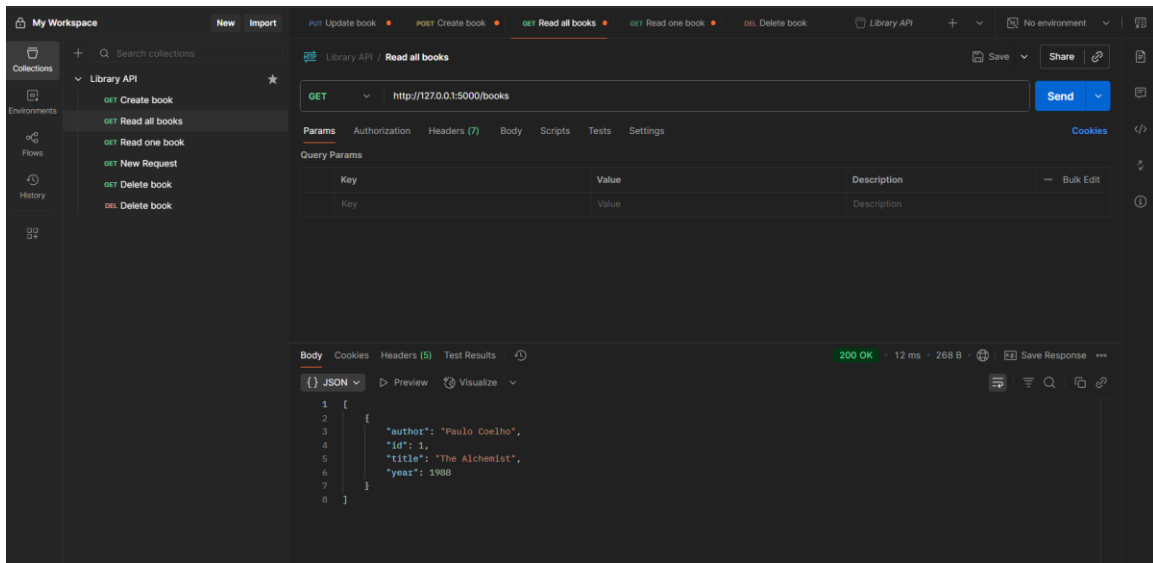 My Workspace New Import PUT Update book POST Create book GET Read all books GET Read one book DEL Delete book Library API No environment
Collections
Environments
Flows
History
Search collections
Library API
GET Create book
GET Read all books
GET Read one book
GET New Request
GET Delete book
DEL Delete book
Library API / Read all books Save Share
GET http://127.0.0.1:5000/books Send
Params Authorization Headers (7) Body Scripts Tests Settings Cookies
Query Params
Key Value Description Bulk Edit
Key Value Description
Body Cookies Headers (5) Test Results 200 OK 12 ms 268 B Save Response
{} JSON Preview Visualize
1 [
2 {
3 "author": "Paulo Coelho",
4 "id": 1,
5 "title": "The Alchemist",
6 "year": 1988
7 }
8 ]